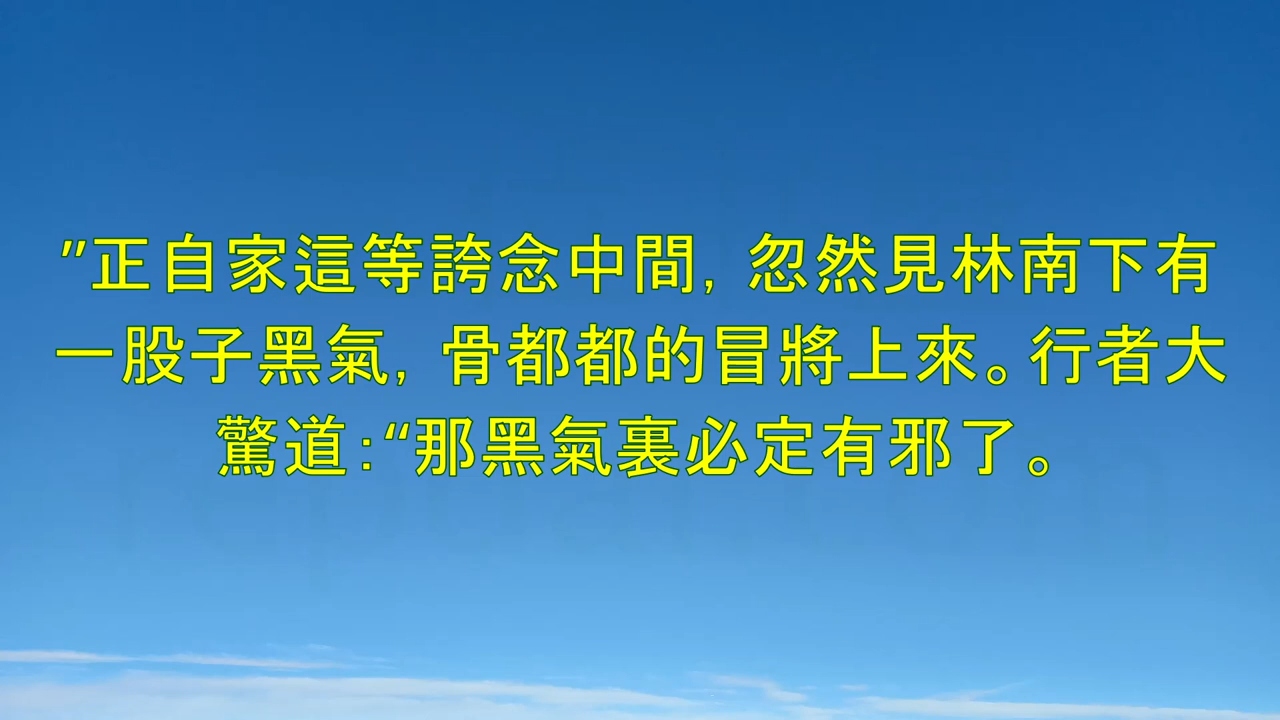 ”正自家這等誇念中間，忽然見林南下有
一股子黑氣，骨都都的冒將上來。行者大
驚道：“那黑氣裏必定有邪了。